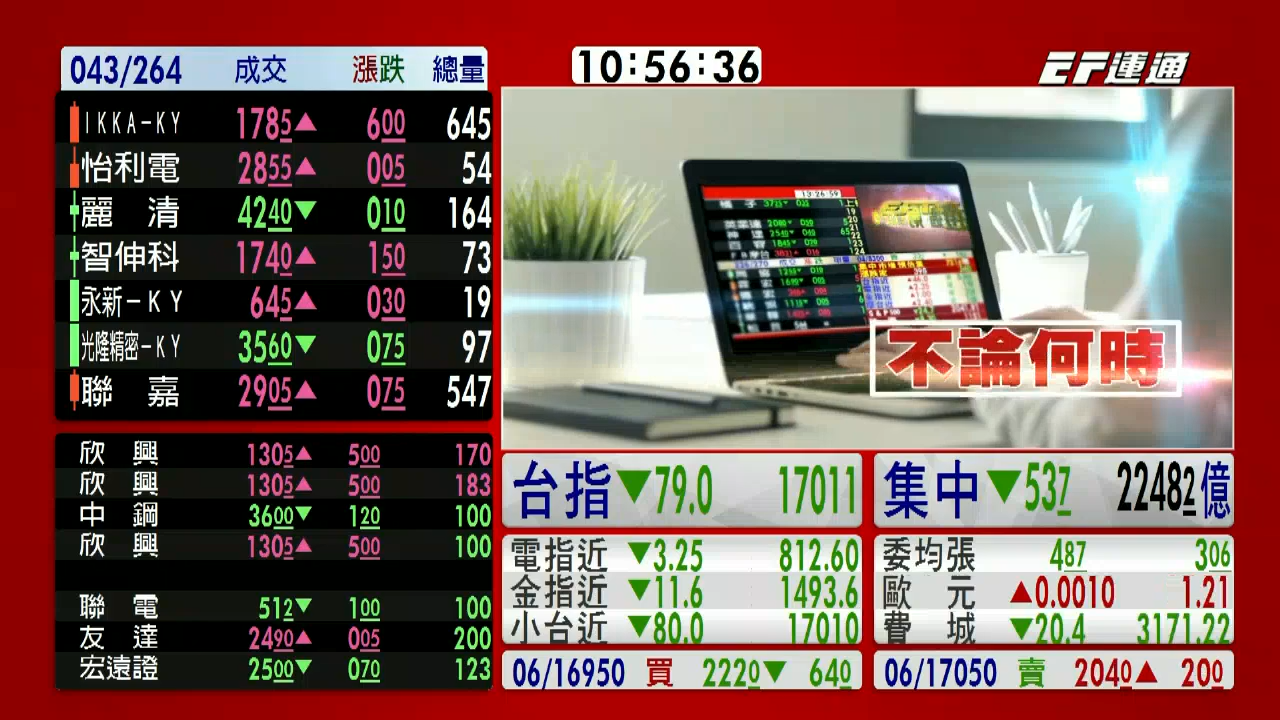 043/264 成交 漲跌 總量
IKKA-KY 1785▲ 600 645
怡利電 2855▲ 005 54
麗清 4240▼ 010 164
智伸科 1740▲ 150 73
永新-KY 645▲ 030 19
光隆精密-KY 3560▼ 075 97
聯嘉 2905▲ 075 547
欣興 1305▲ 500 170
欣興 1305▲ 500 183
中鋼 3600▼ 120 100
欣興 1305▲ 500 100
聯電 512▼ 100 100
友達 2490▲ 005 200
宏遠證 2500▼ 070 123
10:56:36
EF運通
13:26:59
不論何時
台指▼79.0 17011
集中▼537 22482億
電指近 ▼3.25 812.60
金指近 ▼11.6 1493.6
小台近 ▼80.0 17010
委均張 487 306
歐元 ▲0.0010 1.21
費城 ▼20.4 3171.22
06/16950 買 2220▼ 640
06/17050 賣 2040▲ 200